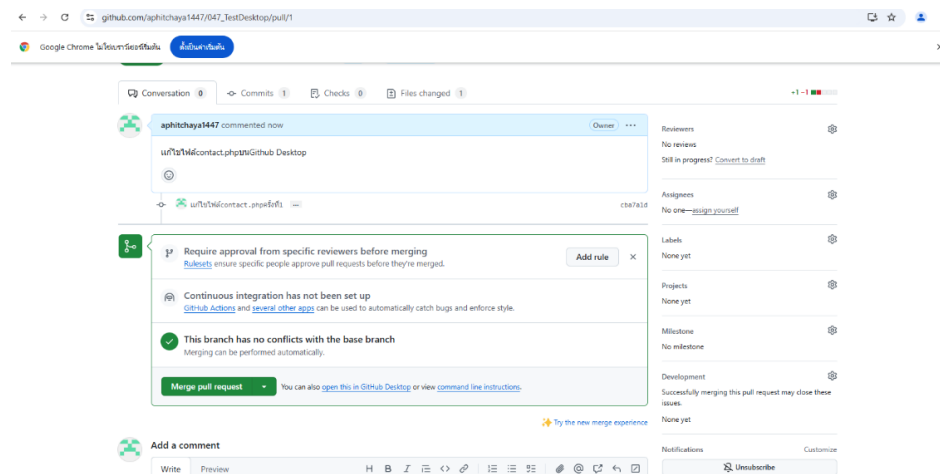 github.com/aphitchaya1447/047_TestDesktop/pull/1
Google Chrome ไม่ใช่เบราว์เซอร์เริ่มต้น ตั้งเป็นค่าเริ่มต้น
Conversation 0 Commits 1 Checks 0 Files changed 1 +1 −1
aphitchaya1447 commented now Owner
แก้ไขไฟล์contact.phpบนGithub Desktop
แก้ไขไฟล์contact.phpครั้งที่1 cba7a1d
Require approval from specific reviewers before merging
Rulesets ensure specific people approve pull requests before they're merged.
Add rule
Continuous integration has not been set up
GitHub Actions and several other apps can be used to automatically catch bugs and enforce style.
This branch has no conflicts with the base branch
Merging can be performed automatically.
Merge pull request You can also open this in GitHub Desktop or view command line instructions.
Try the new merge experience
Add a comment
Write Preview
Reviewers
No reviews
Still in progress? Convert to draft
Assignees
No one—assign yourself
Labels
None yet
Projects
None yet
Milestone
No milestone
Development
Successfully merging this pull request may close these
issues.
None yet
Notifications Customize
Unsubscribe